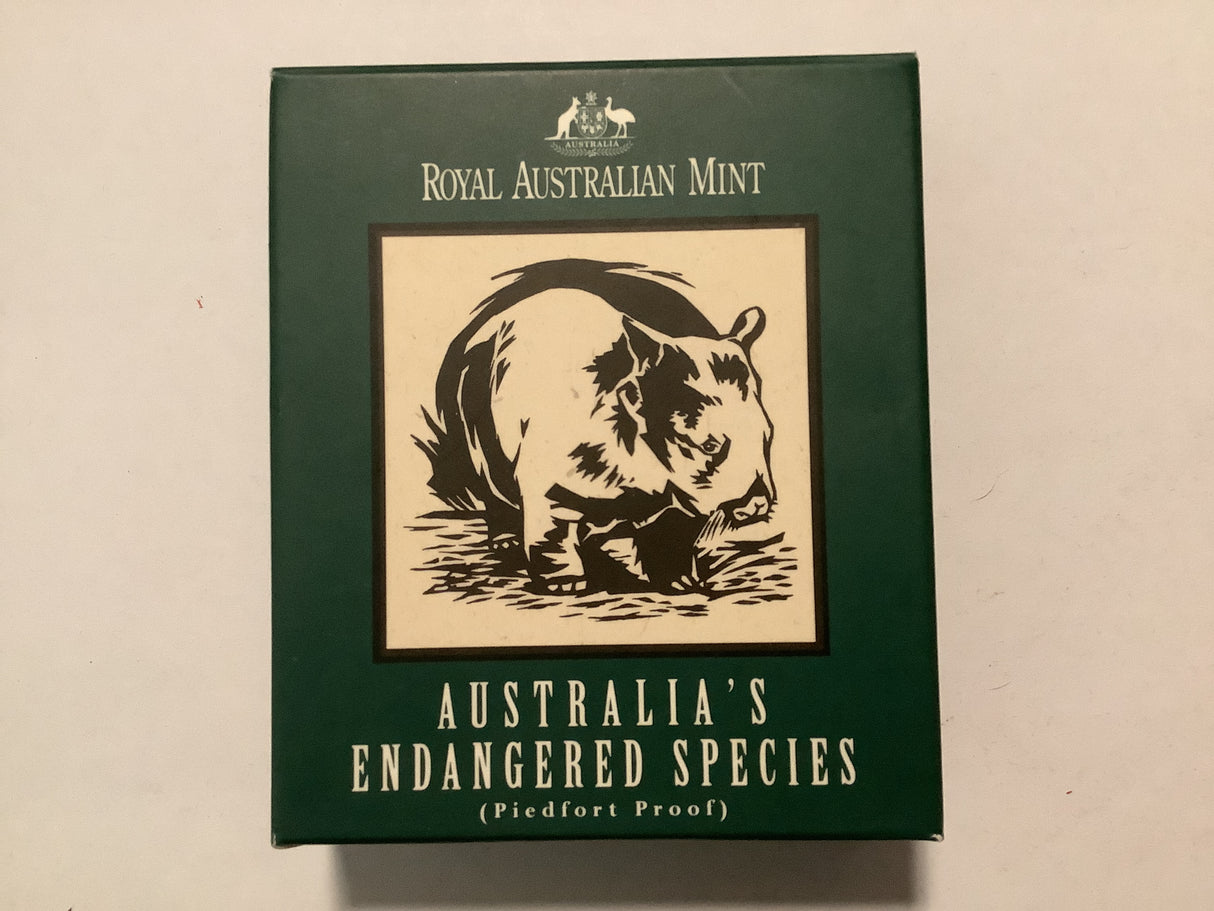 AUSTRALIA
ROYAL AUSTRALIAN MINT
AUSTRALIA'S
ENDANGERED SPECIES
(Piedfort Proof)